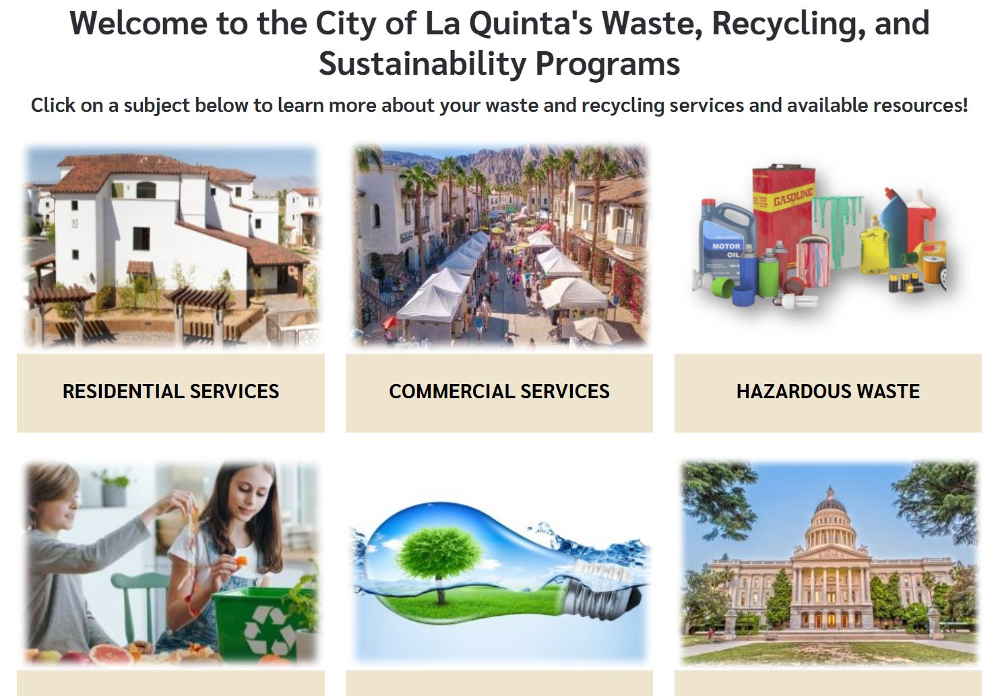 Welcome to the City of La Quinta's Waste, Recycling, and
Sustainability Programs
Click on a subject below to learn more about your waste and recycling services and available resources!
GASOLINE
MOTOR
OIL
RESIDENTIAL SERVICES
COMMERCIAL SERVICES
HAZARDOUS WASTE